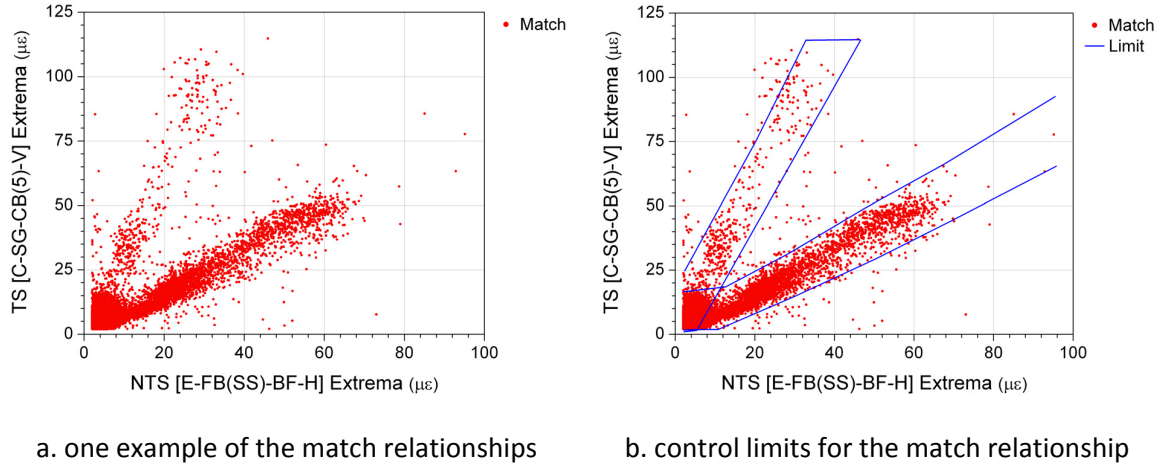 125
100
75
50
25
0
TS [C-SG-CB(5)-V] Extrema (με)
Match
0 20 40 60 80 100
NTS [E-FB(SS)-BF-H] Extrema (με)
a. one example of the match relationships
125
100
75
50
25
0
TS [C-SG-CB(5)-V] Extrema (με)
Match
Limit
0 20 40 60 80 100
NTS [E-FB(SS)-BF-H] Extrema (με)
b. control limits for the match relationship